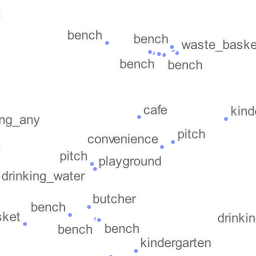 bench
bench
waste_baske
bench
bench
cafe
kinde
ng_any
convenience
pitch
pitch
playground
drinking_water
butcher
bench
sket
drinkin
bench
bench
kindergarten